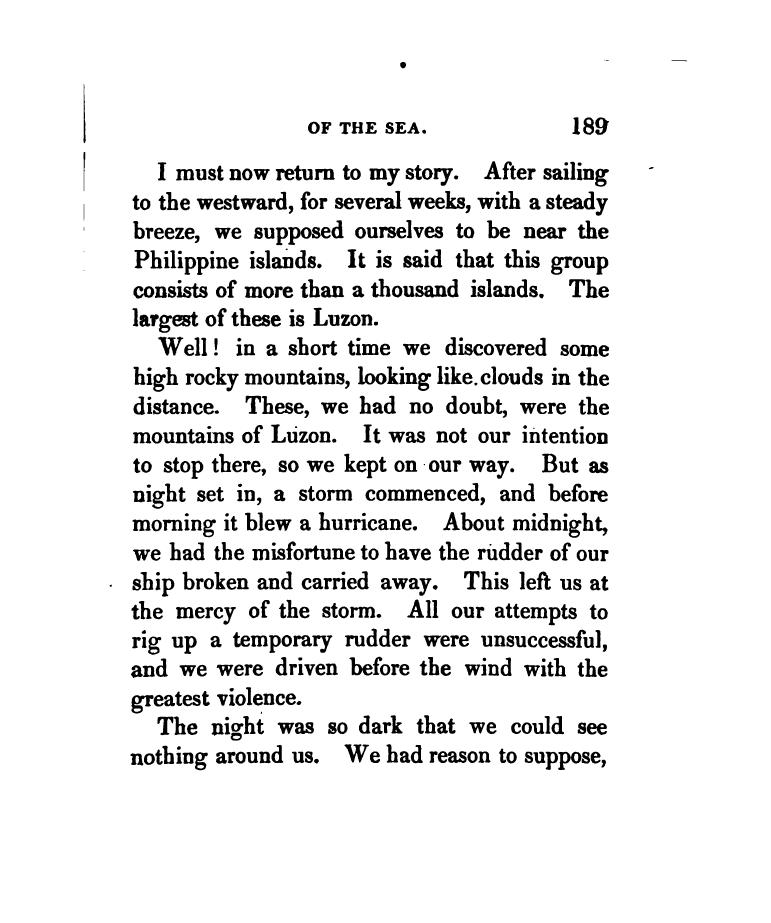 OF THE SEA. 189
I must now return to my story. After sailing
to the westward, for several weeks, with a steady
breeze, we supposed ourselves to be near the
Philippine islands. It is said that this group
consists of more than a thousand islands. The
largest of these is Luzon.
Well! in a short time we discovered some
high rocky mountains, looking like clouds in the
distance. These, we had no doubt, were the
mountains of Luzon. It was not our intention
to stop there, so we kept on our way. But as
night set in, a storm commenced, and before
morning it blew a hurricane. About midnight,
we had the misfortune to have the rudder of our
ship broken and carried away. This left us at
the mercy of the storm. All our attempts to
rig up a temporary rudder were unsuccessful,
and we were driven before the wind with the
greatest violence.
The night was so dark that we could see
nothing around us. We had reason to suppose,